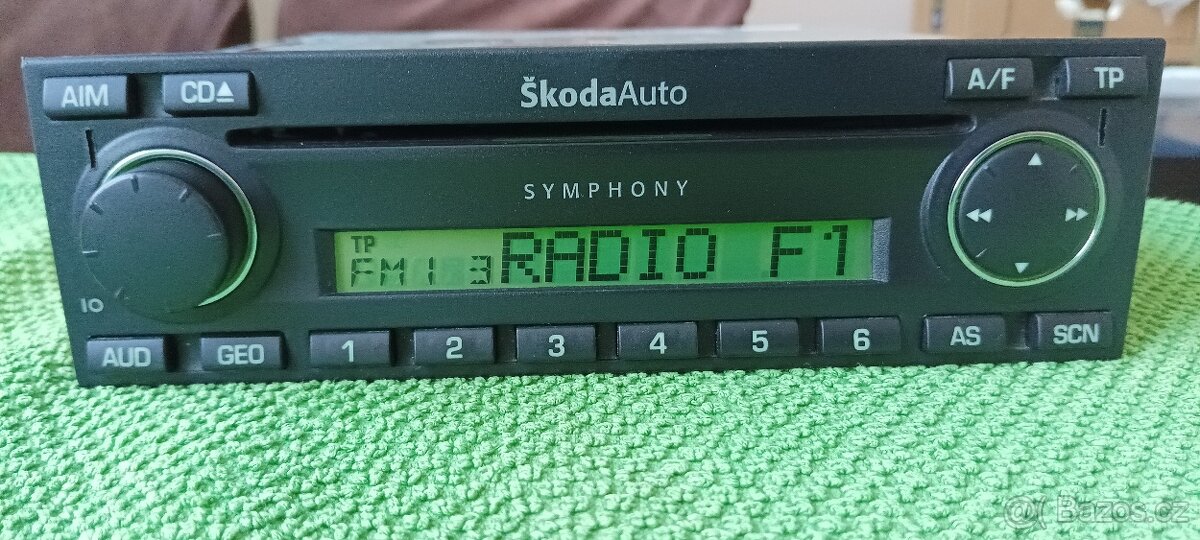 AIM CD ŠkodaAuto A/F TP
SYMPHONY
TP
FM1 3 RADIO F1
IO
AUD GEO 1 2 3 4 5 6 AS SCN
Bazos.cz